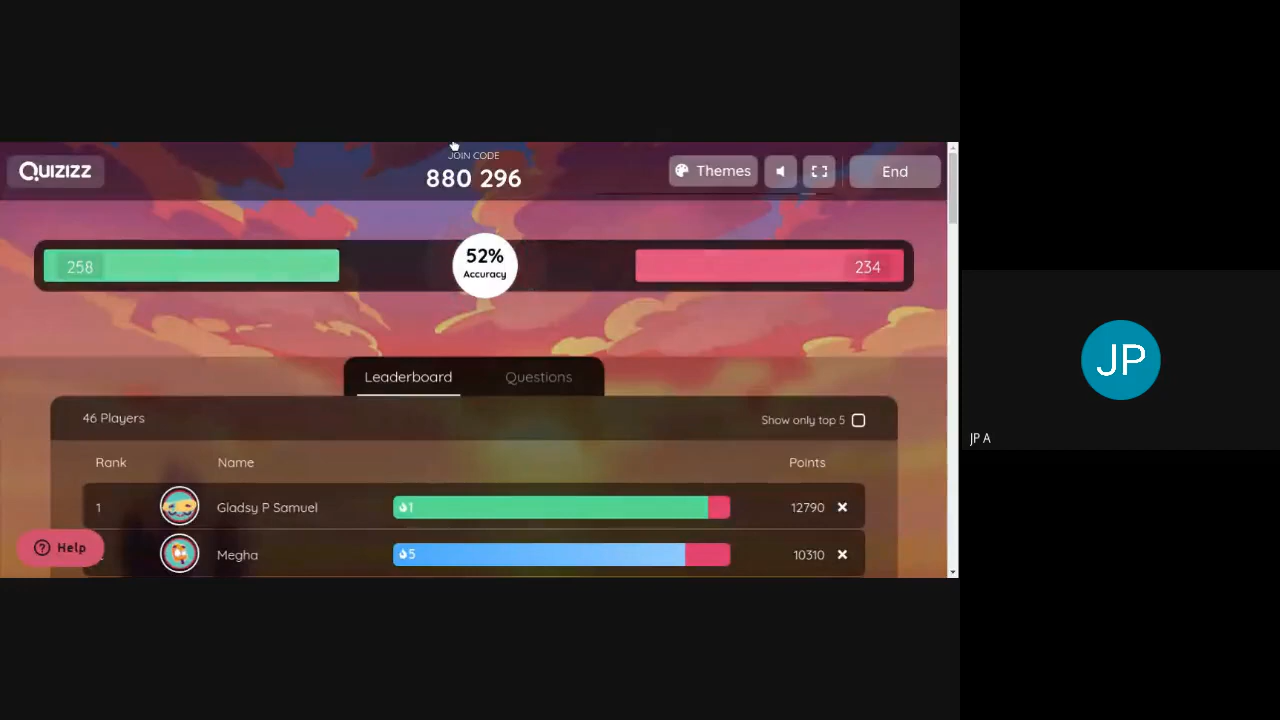 QUIZIZZ
JOIN CODE
880 296
Themes
End
258
52%
Accuracy
234
Leaderboard Questions
46 Players
Show only top 5
Rank Name Points
1 Gladsy P Samuel 1 12790
Megha 5 10310
Help
JP
JP A